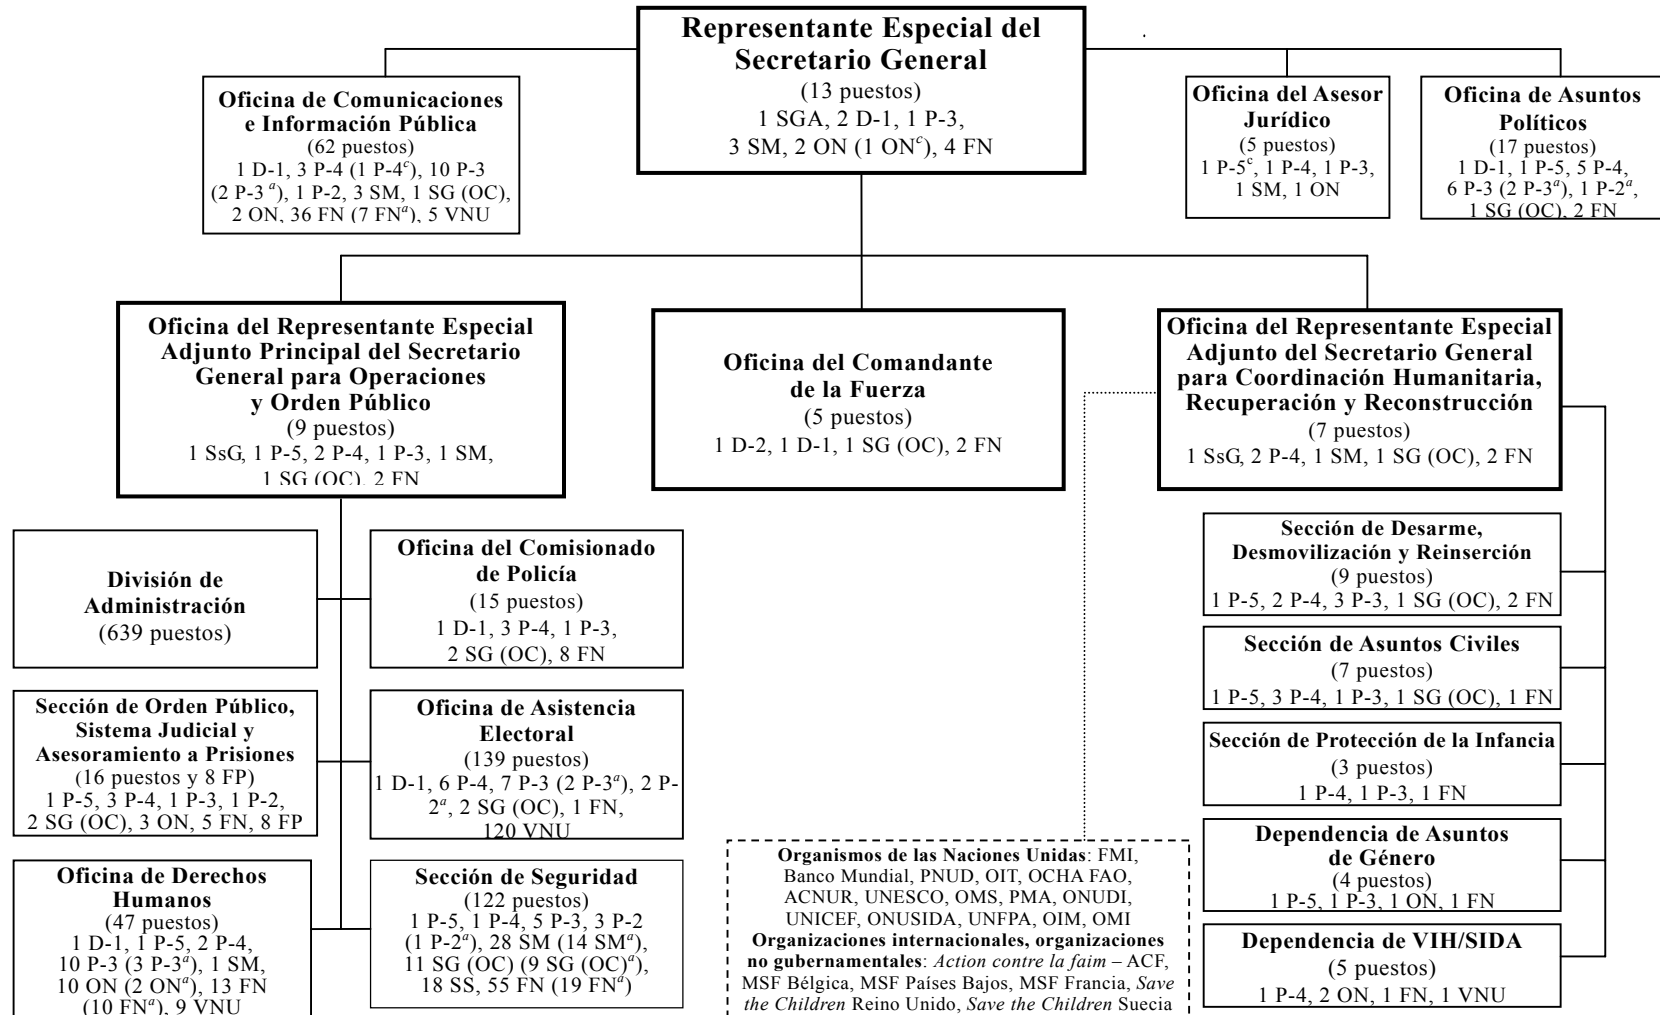 Representante Especial del
Secretario General
(13 puestos)
1 SGA, 2 D-1, 1 P-3,
3 SM, 2 ON (1 ONᶜ), 4 FN
Oficina de Comunicaciones
e Información Pública
(62 puestos)
1 D-1, 3 P-4 (1 P-4ᶜ), 10 P-3
(2 P-3ᵃ), 1 P-2, 3 SM, 1 SG (OC),
2 ON, 36 FN (7 FNᵃ), 5 VNU
Oficina del Asesor
Jurídico
(5 puestos)
1 P-5ᶜ, 1 P-4, 1 P-3,
1 SM, 1 ON
Oficina de Asuntos
Políticos
(17 puestos)
1 D-1, 1 P-5, 5 P-4,
6 P-3 (2 P-3ᵃ), 1 P-2ᵃ,
1 SG (OC), 2 FN
Oficina del Representante Especial
Adjunto Principal del Secretario
General para Operaciones
y Orden Público
(9 puestos)
1 SsG, 1 P-5, 2 P-4, 1 P-3, 1 SM,
1 SG (OC), 2 FN
Oficina del Comandante
de la Fuerza
(5 puestos)
1 D-2, 1 D-1, 1 SG (OC), 2 FN
Oficina del Representante Especial
Adjunto del Secretario General
para Coordinación Humanitaria,
Recuperación y Reconstrucción
(7 puestos)
1 SsG, 2 P-4, 1 SM, 1 SG (OC), 2 FN
División de
Administración
(639 puestos)
Oficina del Comisionado
de Policía
(15 puestos)
1 D-1, 3 P-4, 1 P-3,
2 SG (OC), 8 FN
Sección de Orden Público,
Sistema Judicial y
Asesoramiento a Prisiones
(16 puestos y 8 FP)
1 P-5, 3 P-4, 1 P-3, 1 P-2,
2 SG (OC), 3 ON, 5 FN, 8 FP
Oficina de Asistencia
Electoral
(139 puestos)
1 D-1, 6 P-4, 7 P-3 (2 P-3ᵃ), 2 P-
2ᵃ, 2 SG (OC), 1 FN,
120 VNU
Oficina de Derechos
Humanos
(47 puestos)
1 D-1, 1 P-5, 2 P-4,
10 P-3 (3 P-3ᵃ), 1 SM,
10 ON (2 ONᵃ), 13 FN
(10 FNᵃ), 9 VNU
Sección de Seguridad
(122 puestos)
1 P-5, 1 P-4, 5 P-3, 3 P-2
(1 P-2ᵃ), 28 SM (14 SMᵃ),
11 SG (OC) (9 SG (OC)ᵃ),
18 SS, 55 FN (19 FNᵃ)
Organismos de las Naciones Unidas: FMI,
Banco Mundial, PNUD, OIT, OCHA FAO,
ACNUR, UNESCO, OMS, PMA, ONUDI,
UNICEF, ONUSIDA, UNFPA, OIM, OMI
Organizaciones internacionales, organizaciones
no gubernamentales: Action contre la faim – ACF,
MSF Bélgica, MSF Países Bajos, MSF Francia, Save
the Children Reino Unido, Save the Children Suecia
Sección de Desarme,
Desmovilización y Reinserción
(9 puestos)
1 P-5, 2 P-4, 3 P-3, 1 SG (OC), 2 FN
Sección de Asuntos Civiles
(7 puestos)
1 P-5, 3 P-4, 1 P-3, 1 SG (OC), 1 FN
Sección de Protección de la Infancia
(3 puestos)
1 P-4, 1 P-3, 1 FN
Dependencia de Asuntos
de Género
(4 puestos)
1 P-5, 1 P-3, 1 ON, 1 FN
Dependencia de VIH/SIDA
(5 puestos)
1 P-4, 2 ON, 1 FN, 1 VNU